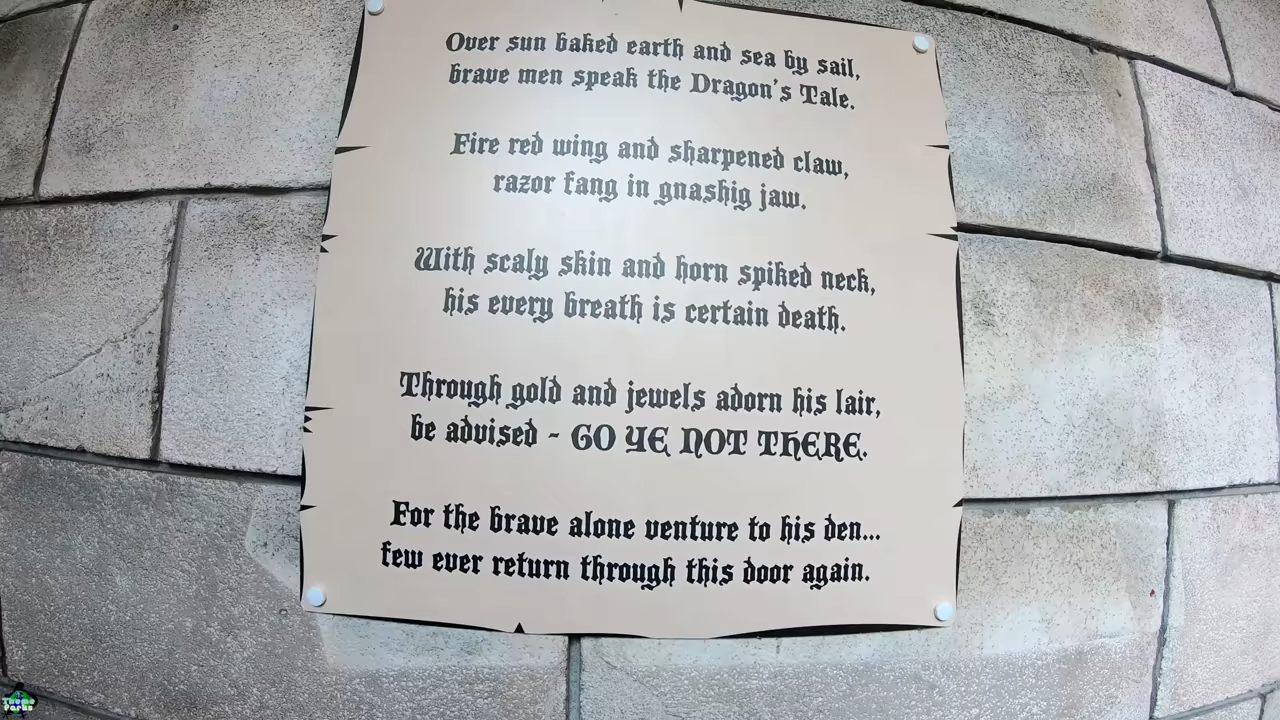 Over sun baked earth and sea by sail,
brave men speak the Dragon's Tale.
Fire red wing and sharpened claw,
razor fang in gnashig jaw.
With scaly skin and horn spiked neck,
his every breath is certain death.
Through gold and jewels adorn his lair,
be advised - GO YE NOT THERE.
For the brave alone venture to his den...
few ever return through this door again.
Theme
Parks